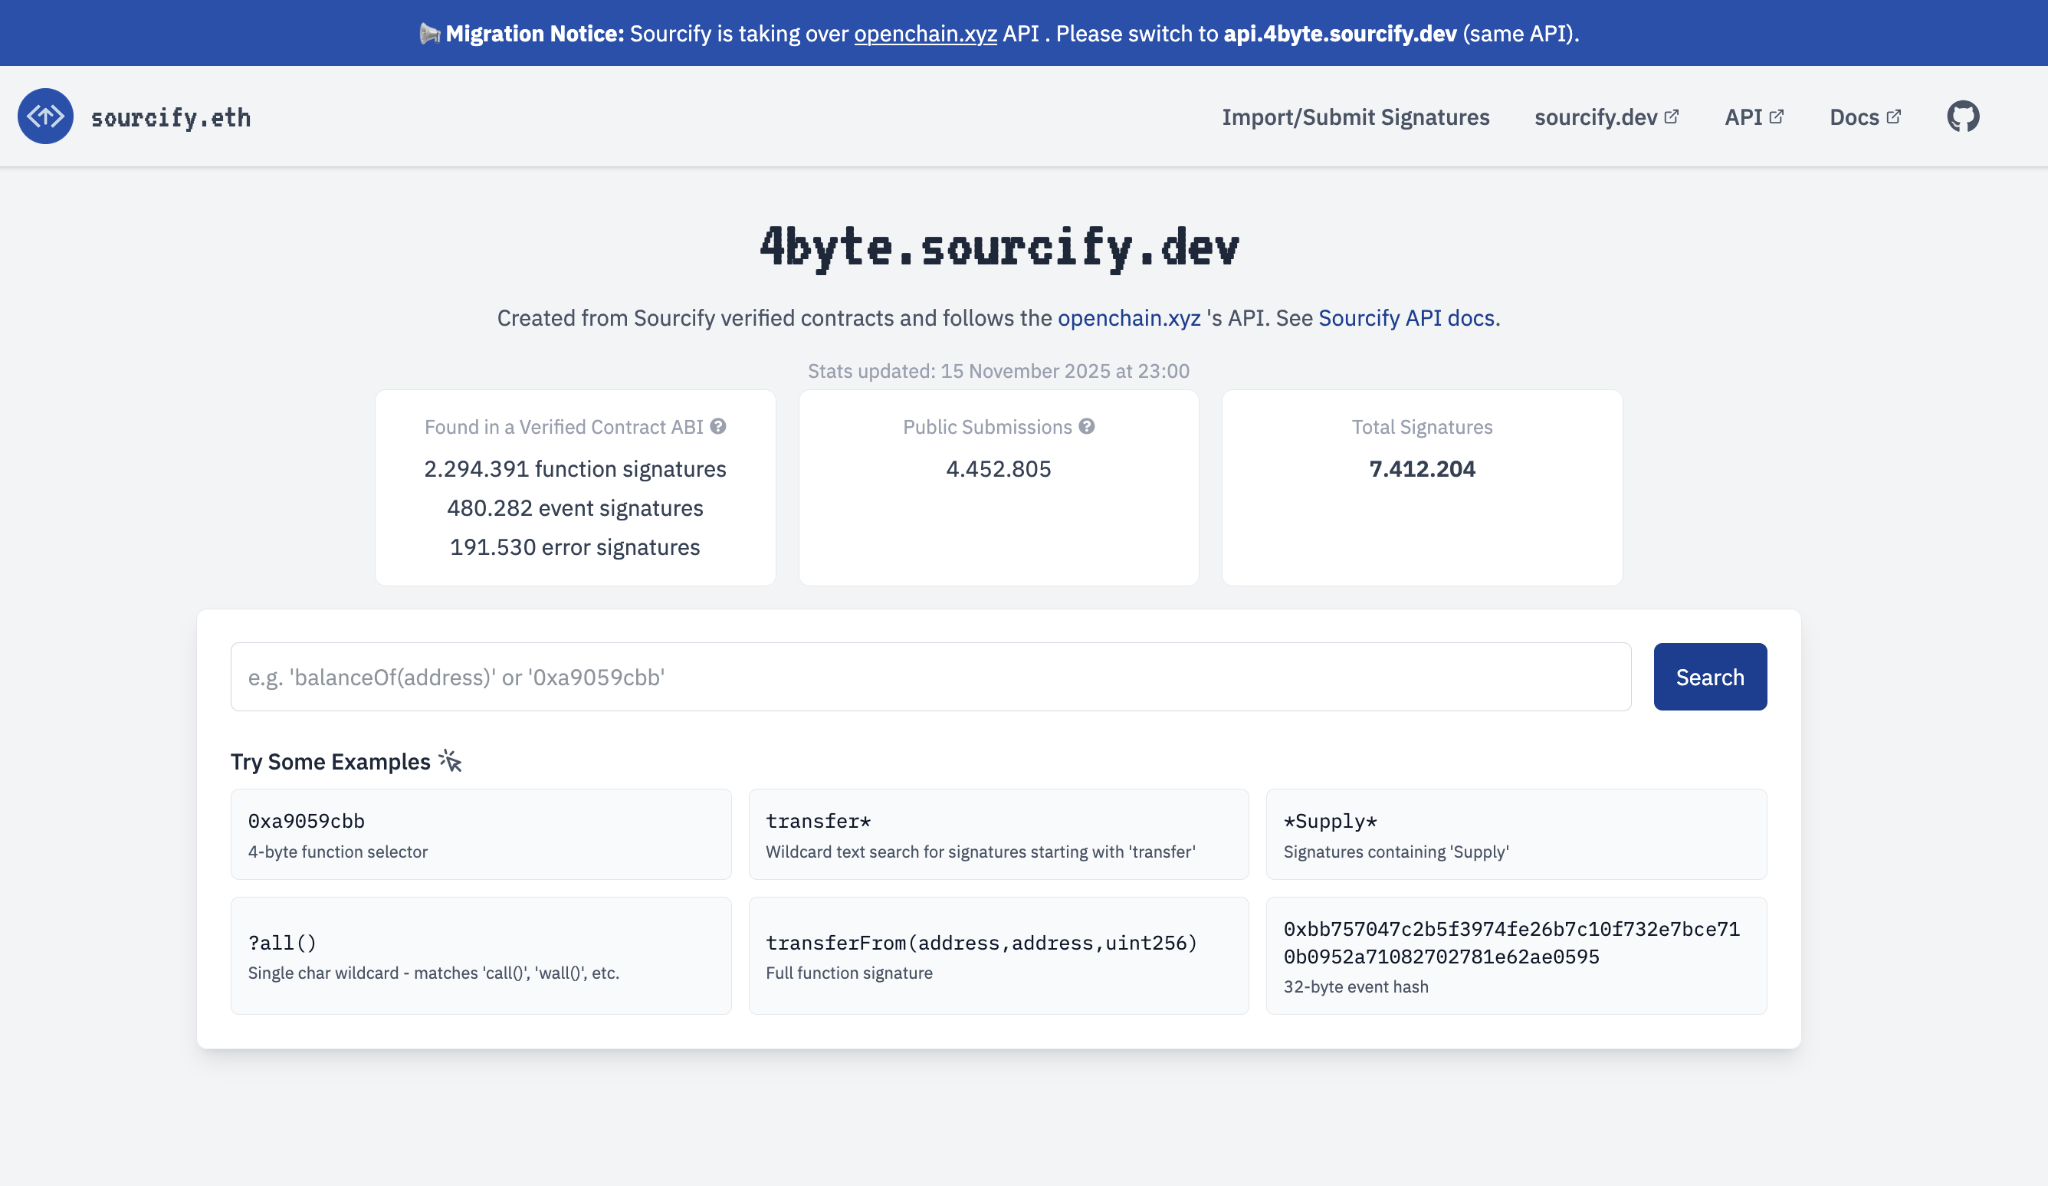 Migration Notice: Sourcify is taking over openchain.xyz API . Please switch to api.4byte.sourcify.dev (same API).
sourcify.eth
Import/Submit Signatures
sourcify.dev
API
Docs
4byte.sourcify.dev
Created from Sourcify verified contracts and follows the openchain.xyz 's API. See Sourcify API docs.
Stats updated: 15 November 2025 at 23:00
Found in a Verified Contract ABI
2.294.391 function signatures
480.282 event signatures
191.530 error signatures
Public Submissions
4.452.805
Total Signatures
7.412.204
e.g. 'balanceOf(address)' or '0xa9059cbb'
Search
Try Some Examples
0xa9059cbb
4-byte function selector
transfer*
Wildcard text search for signatures starting with 'transfer'
*Supply*
Signatures containing 'Supply'
?all()
Single char wildcard - matches 'call()', 'wall()', etc.
transferFrom(address,address,uint256)
Full function signature
0xbb757047c2b5f3974fe26b7c10f732e7bce71
0b0952a71082702781e62ae0595
32-byte event hash